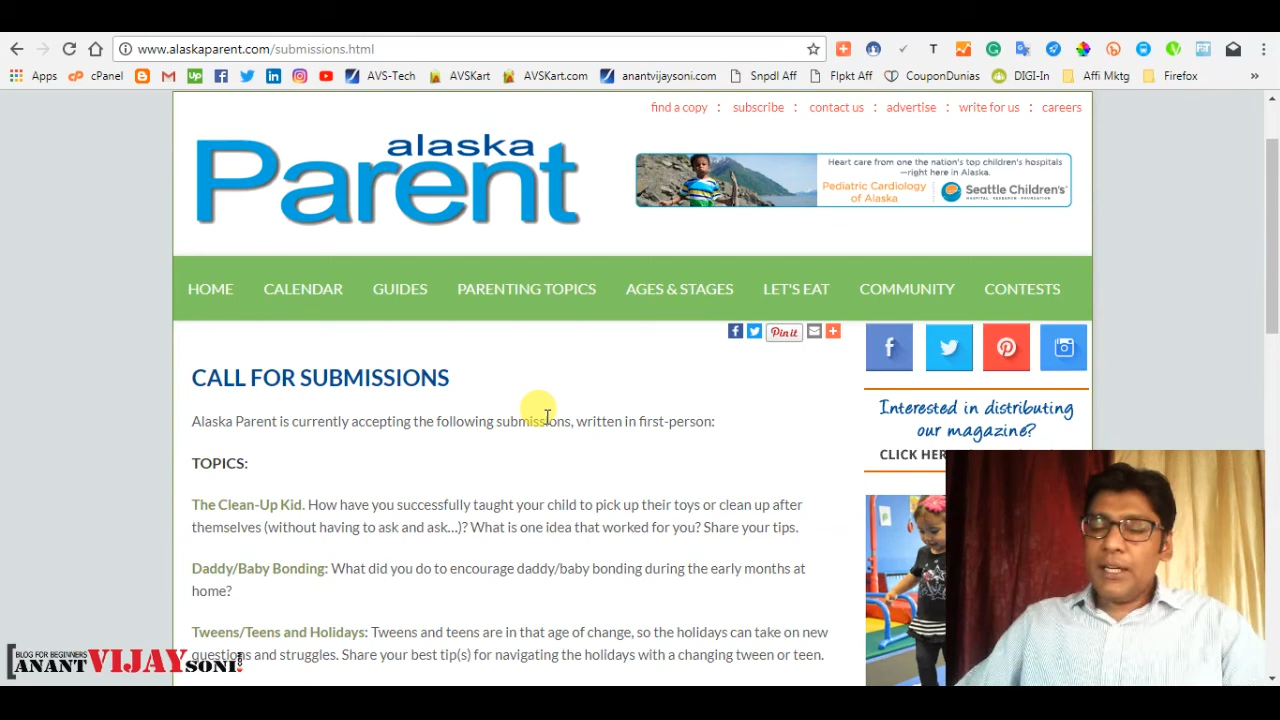 www.alaskaparent.com/submissions.html
Apps cPanel AVS-Tech AVSKart AVSKart.com anantvijaysoni.com Snpdl Aff Flpkt Aff CouponDunias DIGI-In Affi Mktg Firefox »
find a copy : subscribe : contact us : advertise : write for us : careers
alaska
Parent
Heart care from one the nation's top children's hospitals
—right here in Alaska.
Pediatric Cardiology
of Alaska
Seattle Children's
HOSPITAL • RESEARCH • FOUNDATION
HOME CALENDAR GUIDES PARENTING TOPICS AGES & STAGES LET'S EAT COMMUNITY CONTESTS
Pin it
CALL FOR SUBMISSIONS
Alaska Parent is currently accepting the following submissions, written in first-person:
TOPICS:
The Clean-Up Kid. How have you successfully taught your child to pick up their toys or clean up after
themselves (without having to ask and ask...)? What is one idea that worked for you? Share your tips.
Daddy/Baby Bonding: What did you do to encourage daddy/baby bonding during the early months at
home?
Tweens/Teens and Holidays: Tweens and teens are in that age of change, so the holidays can take on new
questions and struggles. Share your best tip(s) for navigating the holidays with a changing tween or teen.
Interested in distributing
our magazine?
CLICK HER
BLOG FOR BEGINNERS
ANANTVIJAYSONI